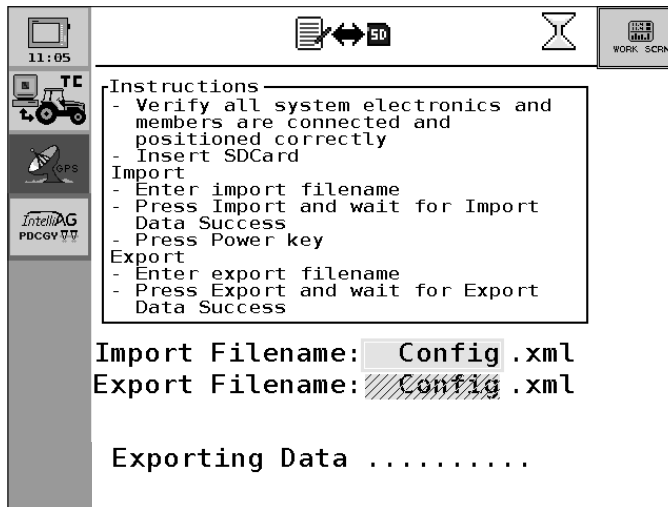 11:05
SD
WORK SCRN
TC
GPS
IntelliAG
PDCGY
Instructions
- Verify all system electronics and
members are connected and
positioned correctly
- Insert SDCard
Import
- Enter import filename
- Press Import and wait for Import
Data Success
- Press Power key
Export
- Enter export filename
- Press Export and wait for Export
Data Success
Import Filename: Config .xml
Export Filename: Config .xml
Exporting Data ..........